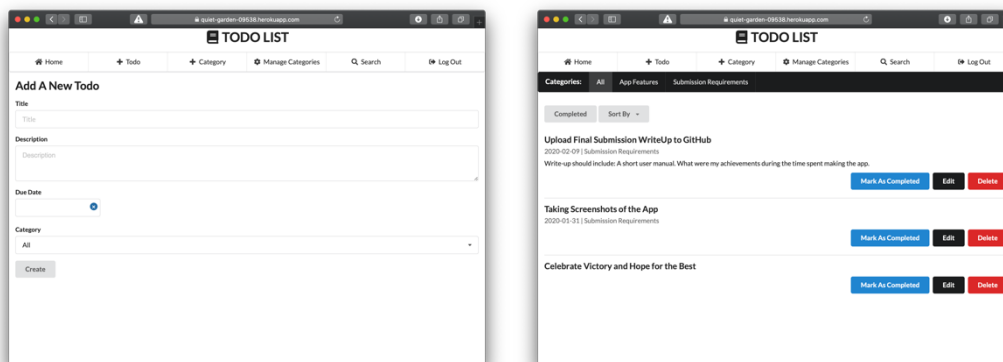 quiet-garden-09538.herokuapp.com
TODO LIST
Home
+ Todo
+ Category
Manage Categories
Search
Log Out
Add A New Todo
Title
Title
Description
Description
Due Date
Category
All
Create
quiet-garden-09538.herokuapp.com
TODO LIST
Home
+ Todo
+ Category
Manage Categories
Search
Log Out
Categories: All App Features Submission Requirements
Completed Sort By
Upload Final Submission WriteUp to GitHub
2020-02-09 | Submission Requirements
Write-up should include: A short user manual. What were my achievements during the time spent making the app.
Mark As Completed Edit Delete
Taking Screenshots of the App
2020-01-31 | Submission Requirements
Mark As Completed Edit Delete
Celebrate Victory and Hope for the Best
Mark As Completed Edit Delete